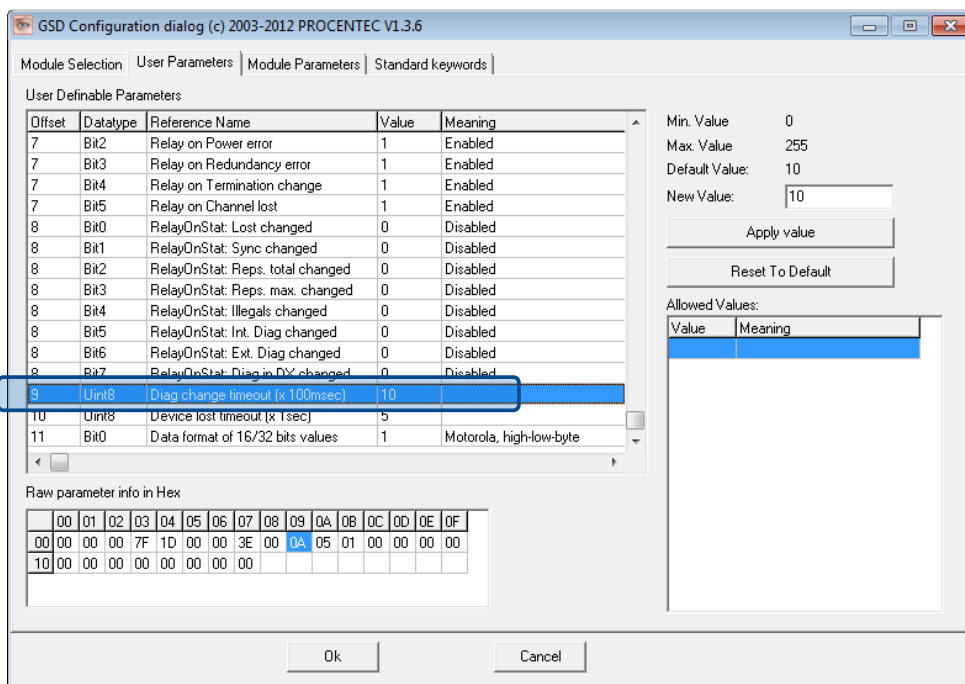 GSD Configuration dialog (c) 2003-2012 PROCENTEC V1.3.6
Module Selection User Parameters Module Parameters Standard keywords
User Definable Parameters
Offset Datatype Reference Name Value Meaning
7 Bit2 Relay on Power error 1 Enabled
7 Bit3 Relay on Redundancy error 1 Enabled
7 Bit4 Relay on Termination change 1 Enabled
7 Bit5 Relay on Channel lost 1 Enabled
8 Bit0 RelayOnStat: Lost changed 0 Disabled
8 Bit1 RelayOnStat: Sync changed 0 Disabled
8 Bit2 RelayOnStat: Reps. total changed 0 Disabled
8 Bit3 RelayOnStat: Reps. max. changed 0 Disabled
8 Bit4 RelayOnStat: Illegals changed 0 Disabled
8 Bit5 RelayOnStat: Int. Diag changed 0 Disabled
8 Bit6 RelayOnStat: Ext. Diag changed 0 Disabled
8 Bit7 RelayOnStat: Diag in DX changed 0 Disabled
9 Uint8 Diag change timeout (x 100msec) 10
10 Uint8 Device lost timeout (x 1sec) 5
11 Bit0 Data format of 16/32 bits values 1 Motorola, high-low-byte
Min. Value 0
Max. Value 255
Default Value: 10
New Value: 10
Apply value
Reset To Default
Allowed Values:
Value Meaning
Raw parameter info in Hex
00 01 02 03 04 05 06 07 08 09 0A 0B 0C 0D 0E 0F
00 00 00 00 7F 1D 00 00 3E 00 0A 05 01 00 00 00 00
10 00 00 00 00 00 00 00 00
Ok Cancel